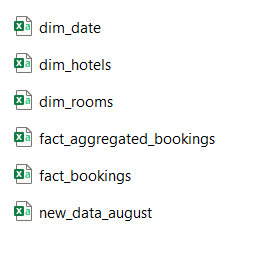 dim_date
dim_hotels
dim_rooms
fact_aggregated_bookings
fact_bookings
new_data_august